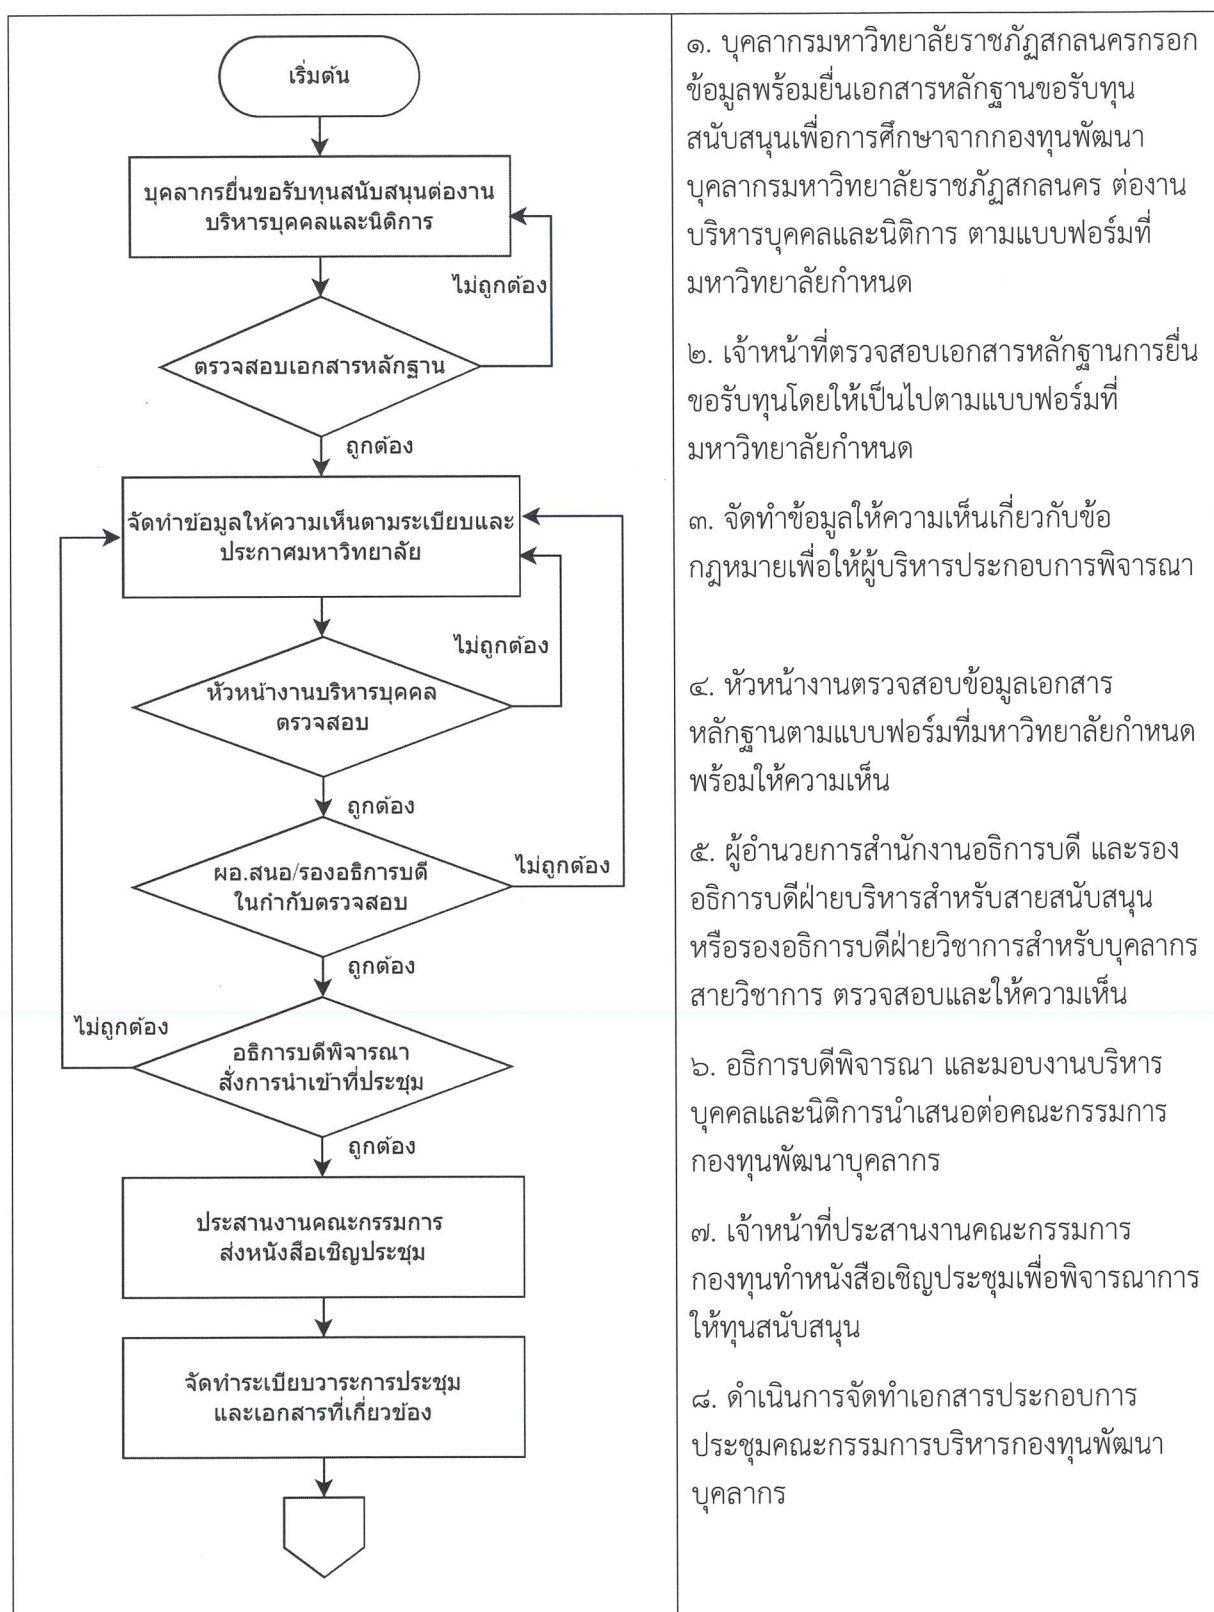 เริ่มต้น
บุคลากรยื่นขอรับทุนสนับสนุนต่องาน
บริหารบุคคลและนิติการ
ไม่ถูกต้อง
ตรวจสอบเอกสารหลักฐาน
ถูกต้อง
จัดทำข้อมูลให้ความเห็นตามระเบียบและ
ประกาศมหาวิทยาลัย
ไม่ถูกต้อง
หัวหน้างานบริหารบุคคล
ตรวจสอบ
ถูกต้อง
ผอ.สนอ/รองอธิการบดี
ในกำกับตรวจสอบ
ไม่ถูกต้อง
ถูกต้อง
ไม่ถูกต้อง
อธิการบดีพิจารณา
สั่งการนำเข้าที่ประชุม
ถูกต้อง
ประสานงานคณะกรรมการ
ส่งหนังสือเชิญประชุม
จัดทำระเบียบวาระการประชุม
และเอกสารที่เกี่ยวข้อง
๑. บุคลากรมหาวิทยาลัยราชภัฏสกลนครกรอก
ข้อมูลพร้อมยื่นเอกสารหลักฐานขอรับทุน
สนับสนุนเพื่อการศึกษาจากกองทุนพัฒนา
บุคลากรมหาวิทยาลัยราชภัฏสกลนคร ต่องาน
บริหารบุคคลและนิติการ ตามแบบฟอร์มที่
มหาวิทยาลัยกำหนด
๒. เจ้าหน้าที่ตรวจสอบเอกสารหลักฐานการยื่น
ขอรับทุนโดยให้เป็นไปตามแบบฟอร์มที่
มหาวิทยาลัยกำหนด
๓. จัดทำข้อมูลให้ความเห็นเกี่ยวกับข้อ
กฎหมายเพื่อให้ผู้บริหารประกอบการพิจารณา
๔. หัวหน้างานตรวจสอบข้อมูลเอกสาร
หลักฐานตามแบบฟอร์มที่มหาวิทยาลัยกำหนด
พร้อมให้ความเห็น
๕. ผู้อำนวยการสำนักงานอธิการบดี และรอง
อธิการบดีฝ่ายบริหารสำหรับสายสนับสนุน
หรือรองอธิการบดีฝ่ายวิชาการสำหรับบุคลากร
สายวิชาการ ตรวจสอบและให้ความเห็น
๖. อธิการบดีพิจารณา และมอบงานบริหาร
บุคคลและนิติการนำเสนอต่อคณะกรรมการ
กองทุนพัฒนาบุคลากร
๗. เจ้าหน้าที่ประสานงานคณะกรรมการ
กองทุนทำหนังสือเชิญประชุมเพื่อพิจารณาการ
ให้ทุนสนับสนุน
๘. ดำเนินการจัดทำเอกสารประกอบการ
ประชุมคณะกรรมการบริหารกองทุนพัฒนา
บุคลากร